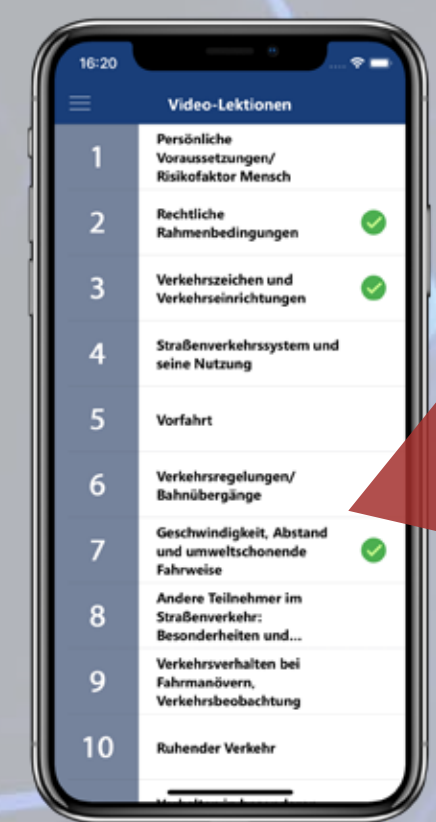 16:20
Video-Lektionen
1
Persönliche
Voraussetzungen/
Risikofaktor Mensch
2
Rechtliche
Rahmenbedingungen
3
Verkehrszeichen und
Verkehrseinrichtungen
4
Straßenverkehrssystem und
seine Nutzung
5
Vorfahrt
6
Verkehrsregelungen/
Bahnübergänge
7
Geschwindigkeit, Abstand
und umweltschonende
Fahrweise
8
Andere Teilnehmer im
Straßenverkehr:
Besonderheiten und...
9
Verkehrsverhalten bei
Fahrmanövern,
Verkehrsbeobachtung
10
Ruhender Verkehr